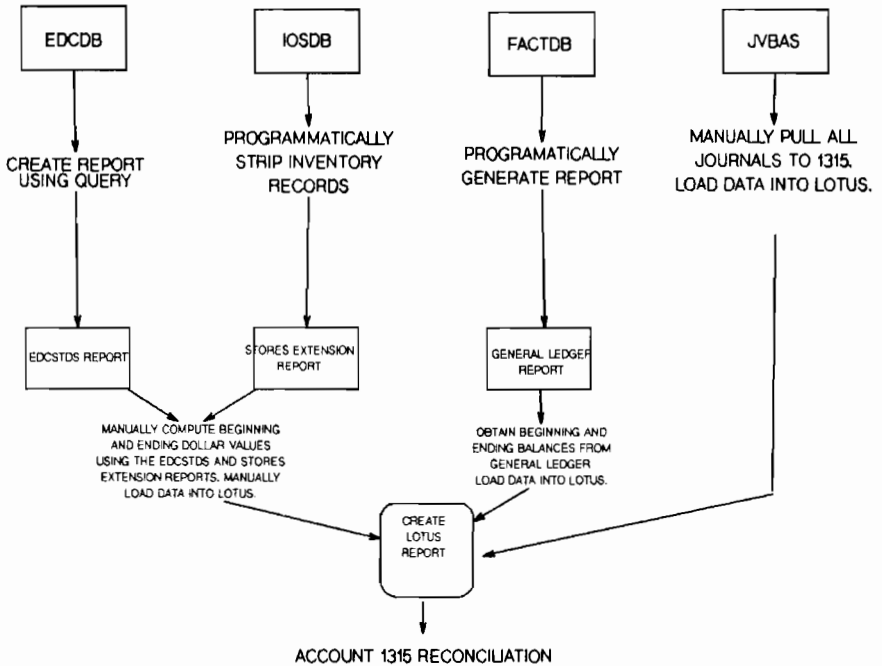 EDCDB
IOSDB
FACTDB
JVBAS
CREATE REPORT
USING QUERY
PROGRAMMATICALLY
STRIP INVENTORY
RECORDS
PROGRAMATICALLY
GENERATE REPORT
MANUALLY PULL ALL
JOURNALS TO 1315.
LOAD DATA INTO LOTUS.
EDCSTDS REPORT
STORES EXTENSION
REPORT
GENERAL LEDGER
REPORT
MANUALLY COMPUTE BEGINNING
AND ENDING DOLLAR VALUES
USING THE EDCSTDS AND STORES
EXTENSION REPORTS. MANUALLY
LOAD DATA INTO LOTUS.
OBTAIN BEGINNING AND
ENDING BALANCES FROM
GENERAL LEDGER
LOAD DATA INTO LOTUS.
CREATE
LOTUS
REPORT
ACCOUNT 1315 RECONCILIATION